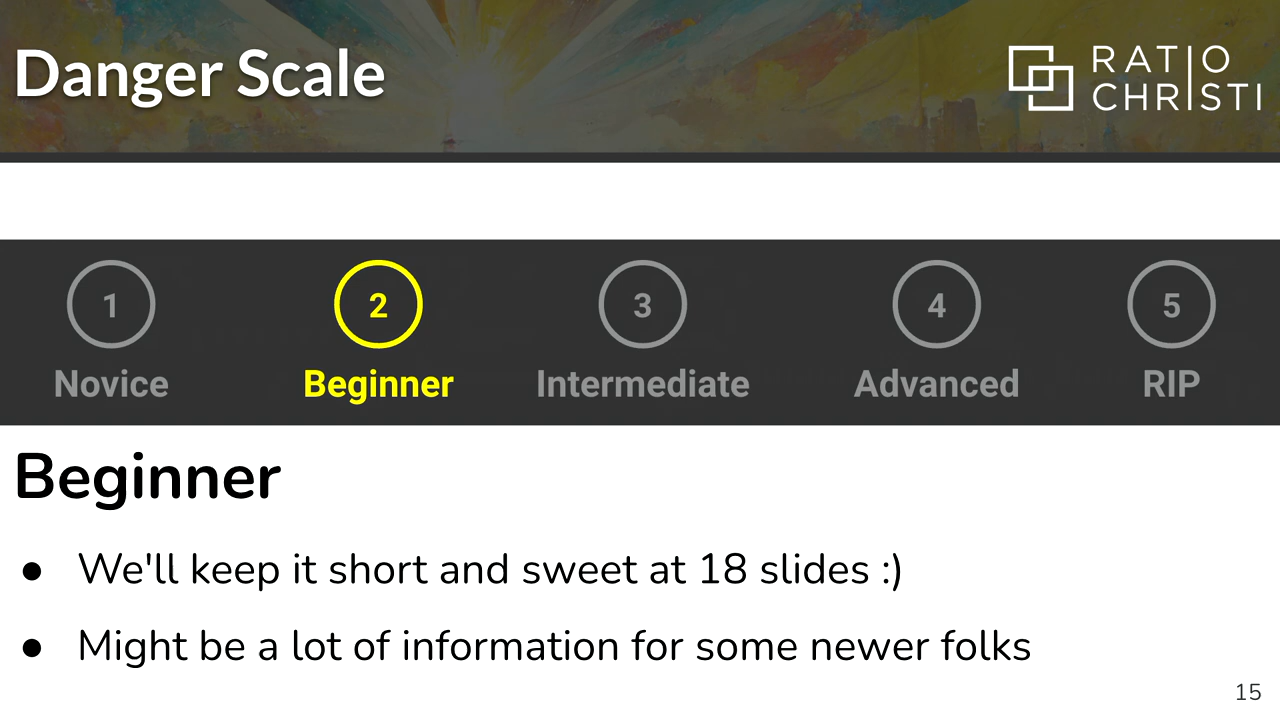 Danger Scale
RATIO
CHRISTI
1
2
3
4
5
Novice
Beginner
Intermediate
Advanced
RIP
Beginner
● We'll keep it short and sweet at 18 slides :)
● Might be a lot of information for some newer folks
15